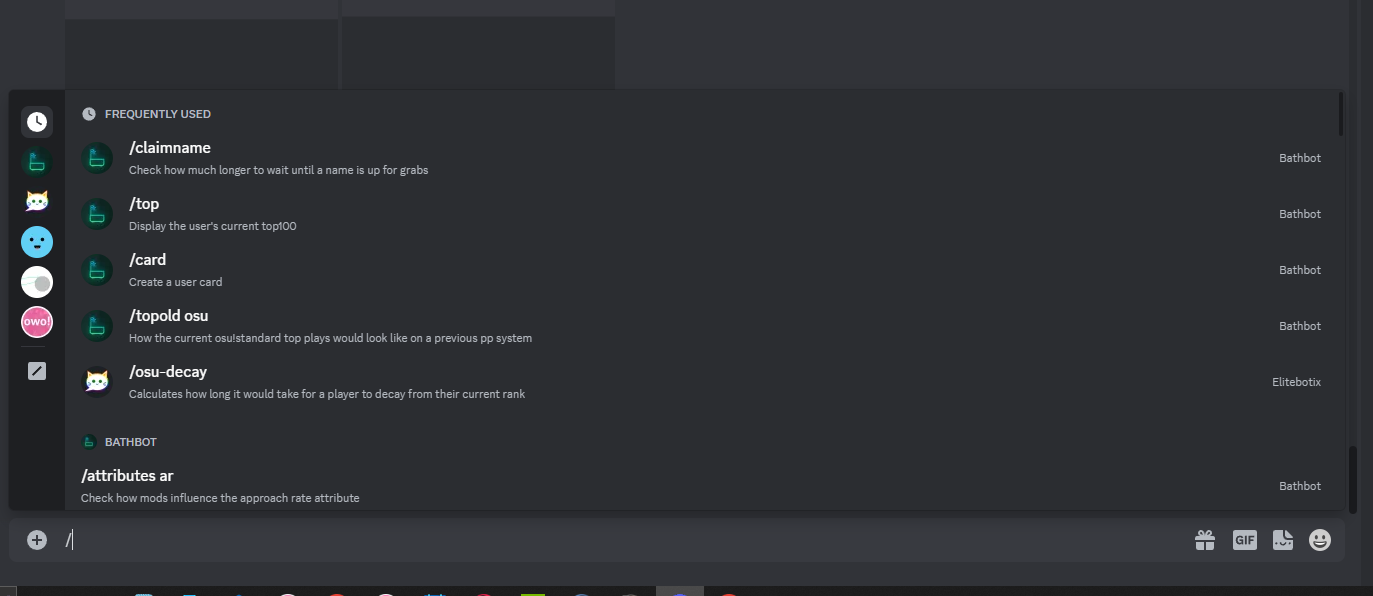 FREQUENTLY USED
/claimname
Check how much longer to wait until a name is up for grabs
Bathbot
/top
Display the user's current top100
Bathbot
/card
Create a user card
Bathbot
/topold osu
How the current osu!standard top plays would look like on a previous pp system
Bathbot
/osu-decay
Calculates how long it would take for a player to decay from their current rank
Elitebotix
owo!
BATHBOT
/attributes ar
Check how mods influence the approach rate attribute
Bathbot
/
GIF